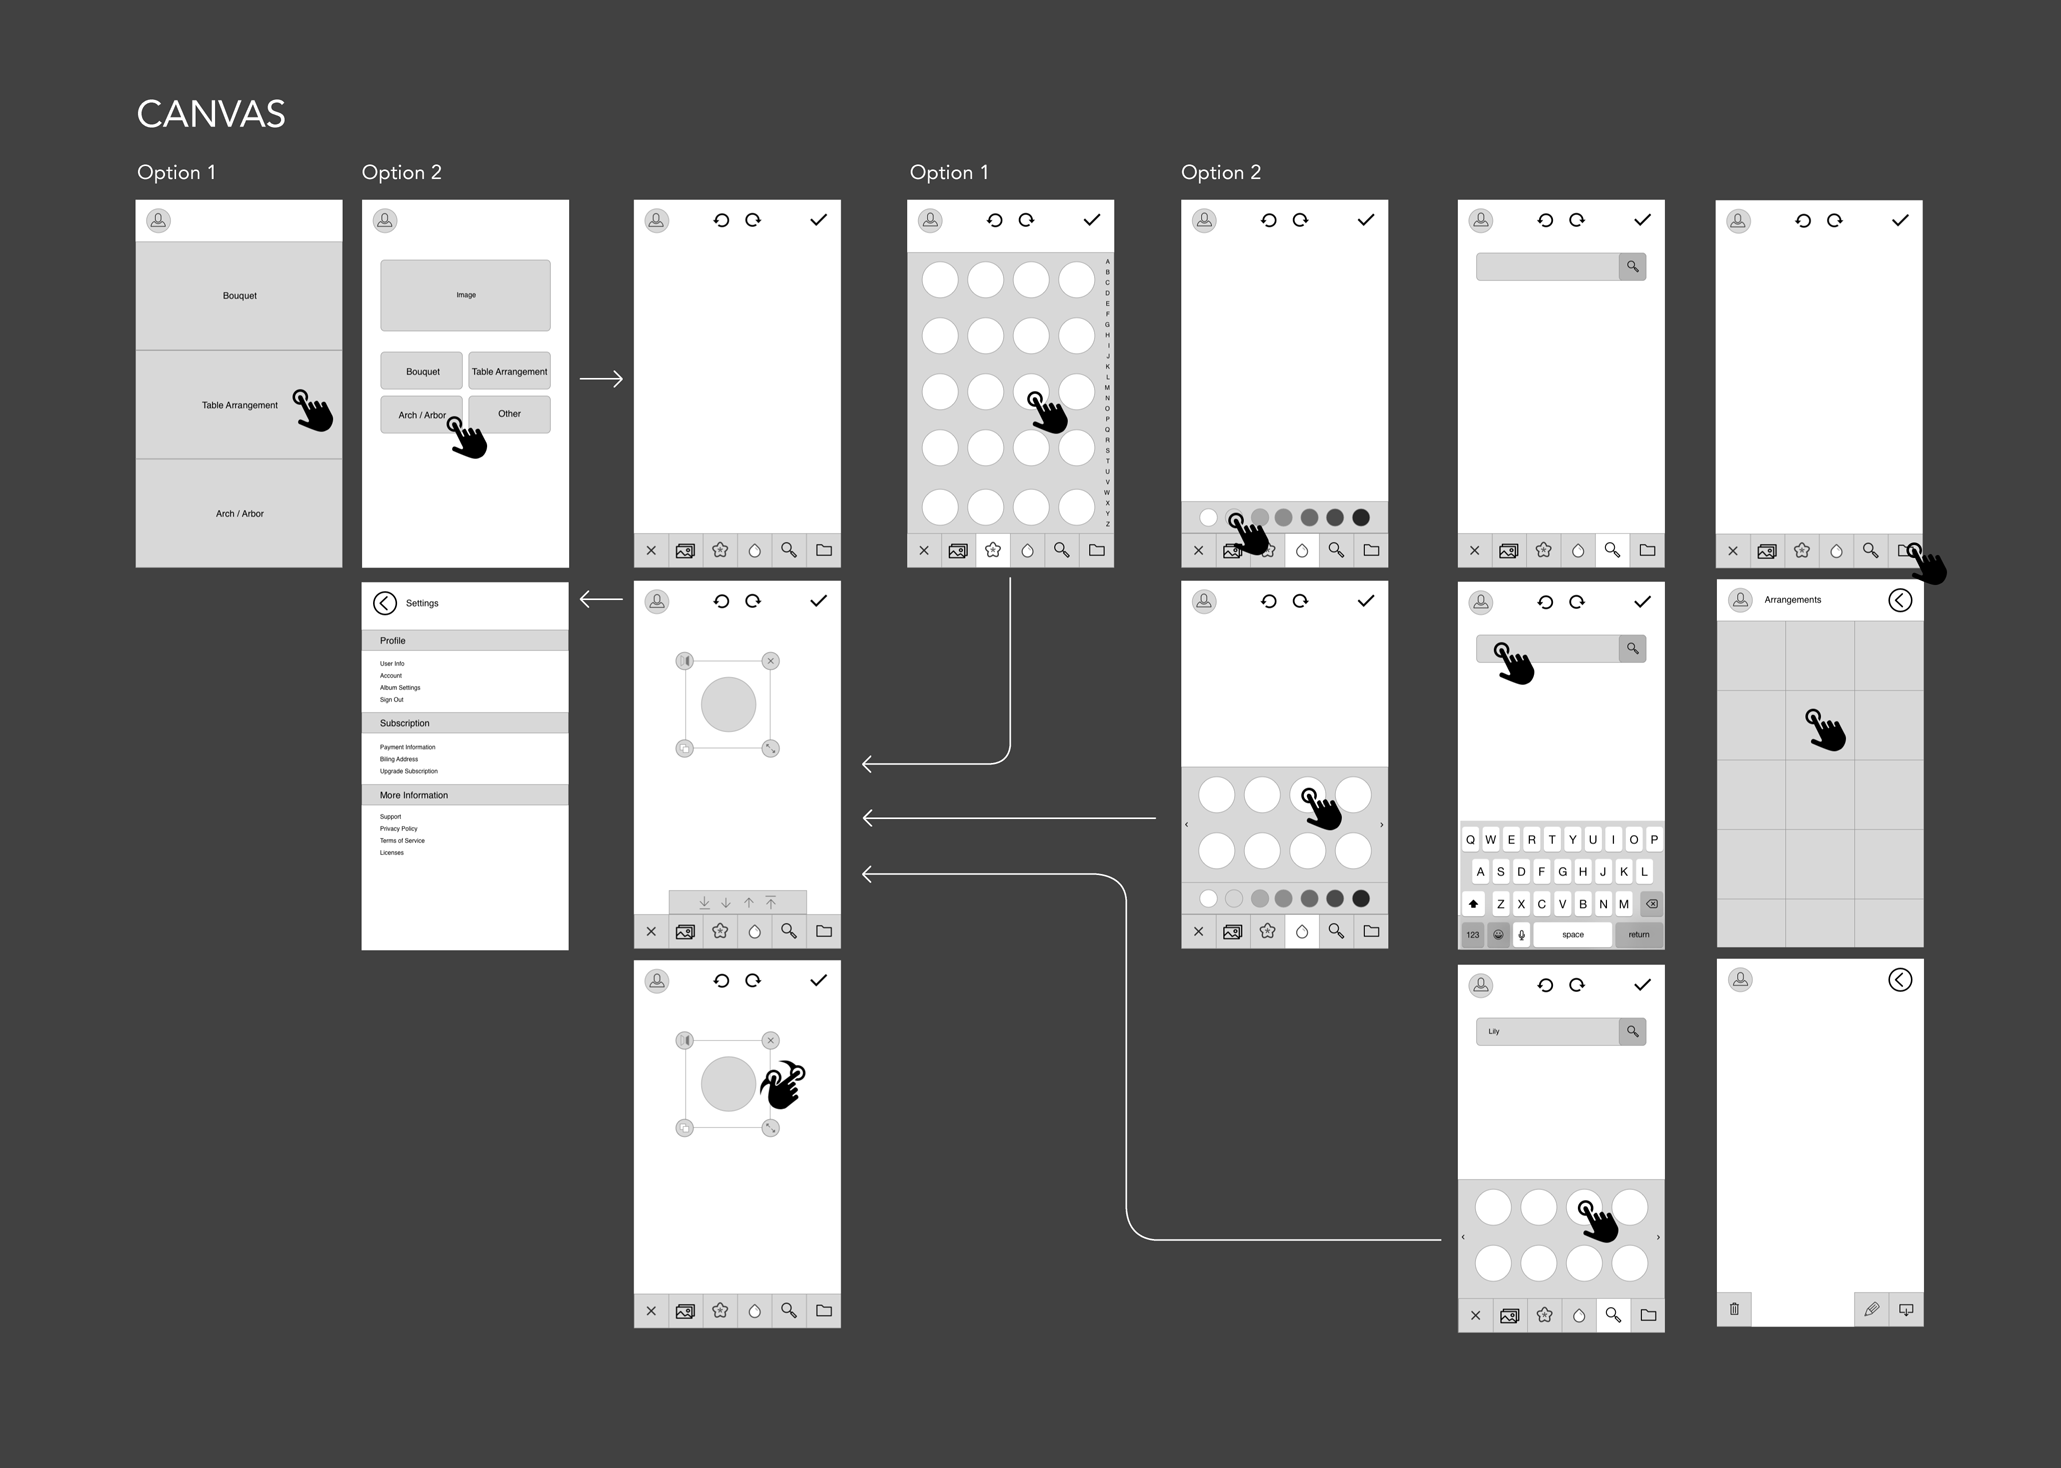 CANVAS
Option 1
Option 2
Option 1
Option 2
Bouquet
Table Arrangement
Arch / Arbor
Image
Bouquet
Table Arrangement
Arch / Arbor
Other
A
B
C
D
E
F
G
H
I
J
K
L
M
N
O
P
Q
R
S
T
U
V
W
X
Y
Z
Settings
Profile
User Info
Account
Album Settings
Sign Out
Subscription
Payment Information
Biling Address
Upgrade Subscription
More Information
Support
Privacy Policy
Terms of Service
Licenses
Q W E R T Y U I O P
A S D F G H J K L
Z X C V B N M
123 space return
Arrangements
Lily